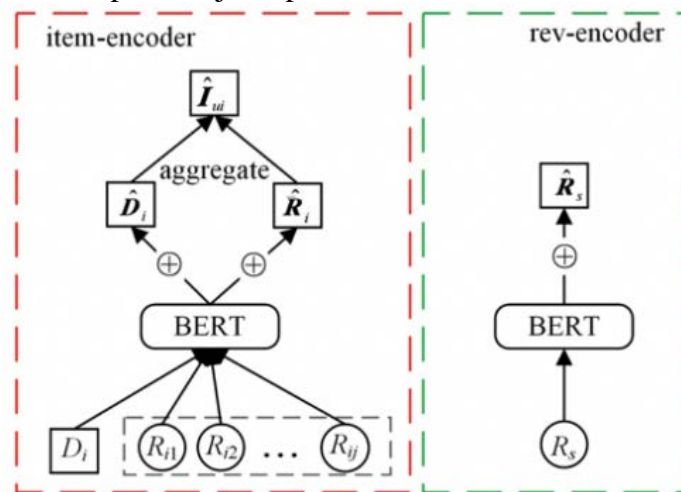 item-encoder
rev-encoder
Î_ui
aggregate
D̂_i
R̂_i
R̂_s
⊕ ⊕ ⊕
BERT
BERT
D_i R_i1 R_i2 ... R_ij
R_s